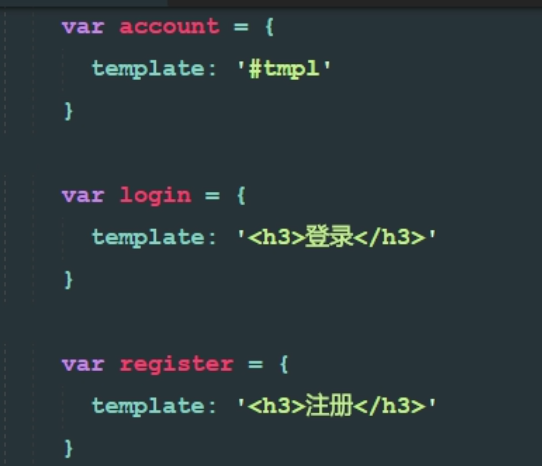 var account = {
template: '#tmpl'
}
var login = {
template: '<h3>登录</h3>'
}
var register = {
template: '<h3>注册</h3>'
}